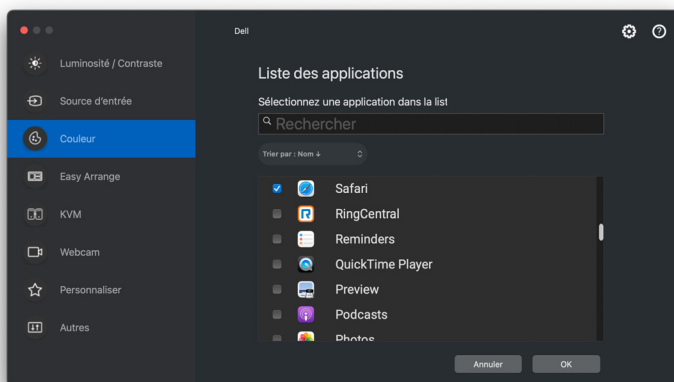 Dell
Luminosité / Contraste
Source d'entrée
Couleur
Easy Arrange
KVM
Webcam
Personnaliser
Autres
Liste des applications
Sélectionnez une application dans la list
Rechercher
Trier par : Nom ↓
Safari
RingCentral
Reminders
QuickTime Player
Preview
Podcasts
Photos
Annuler
OK